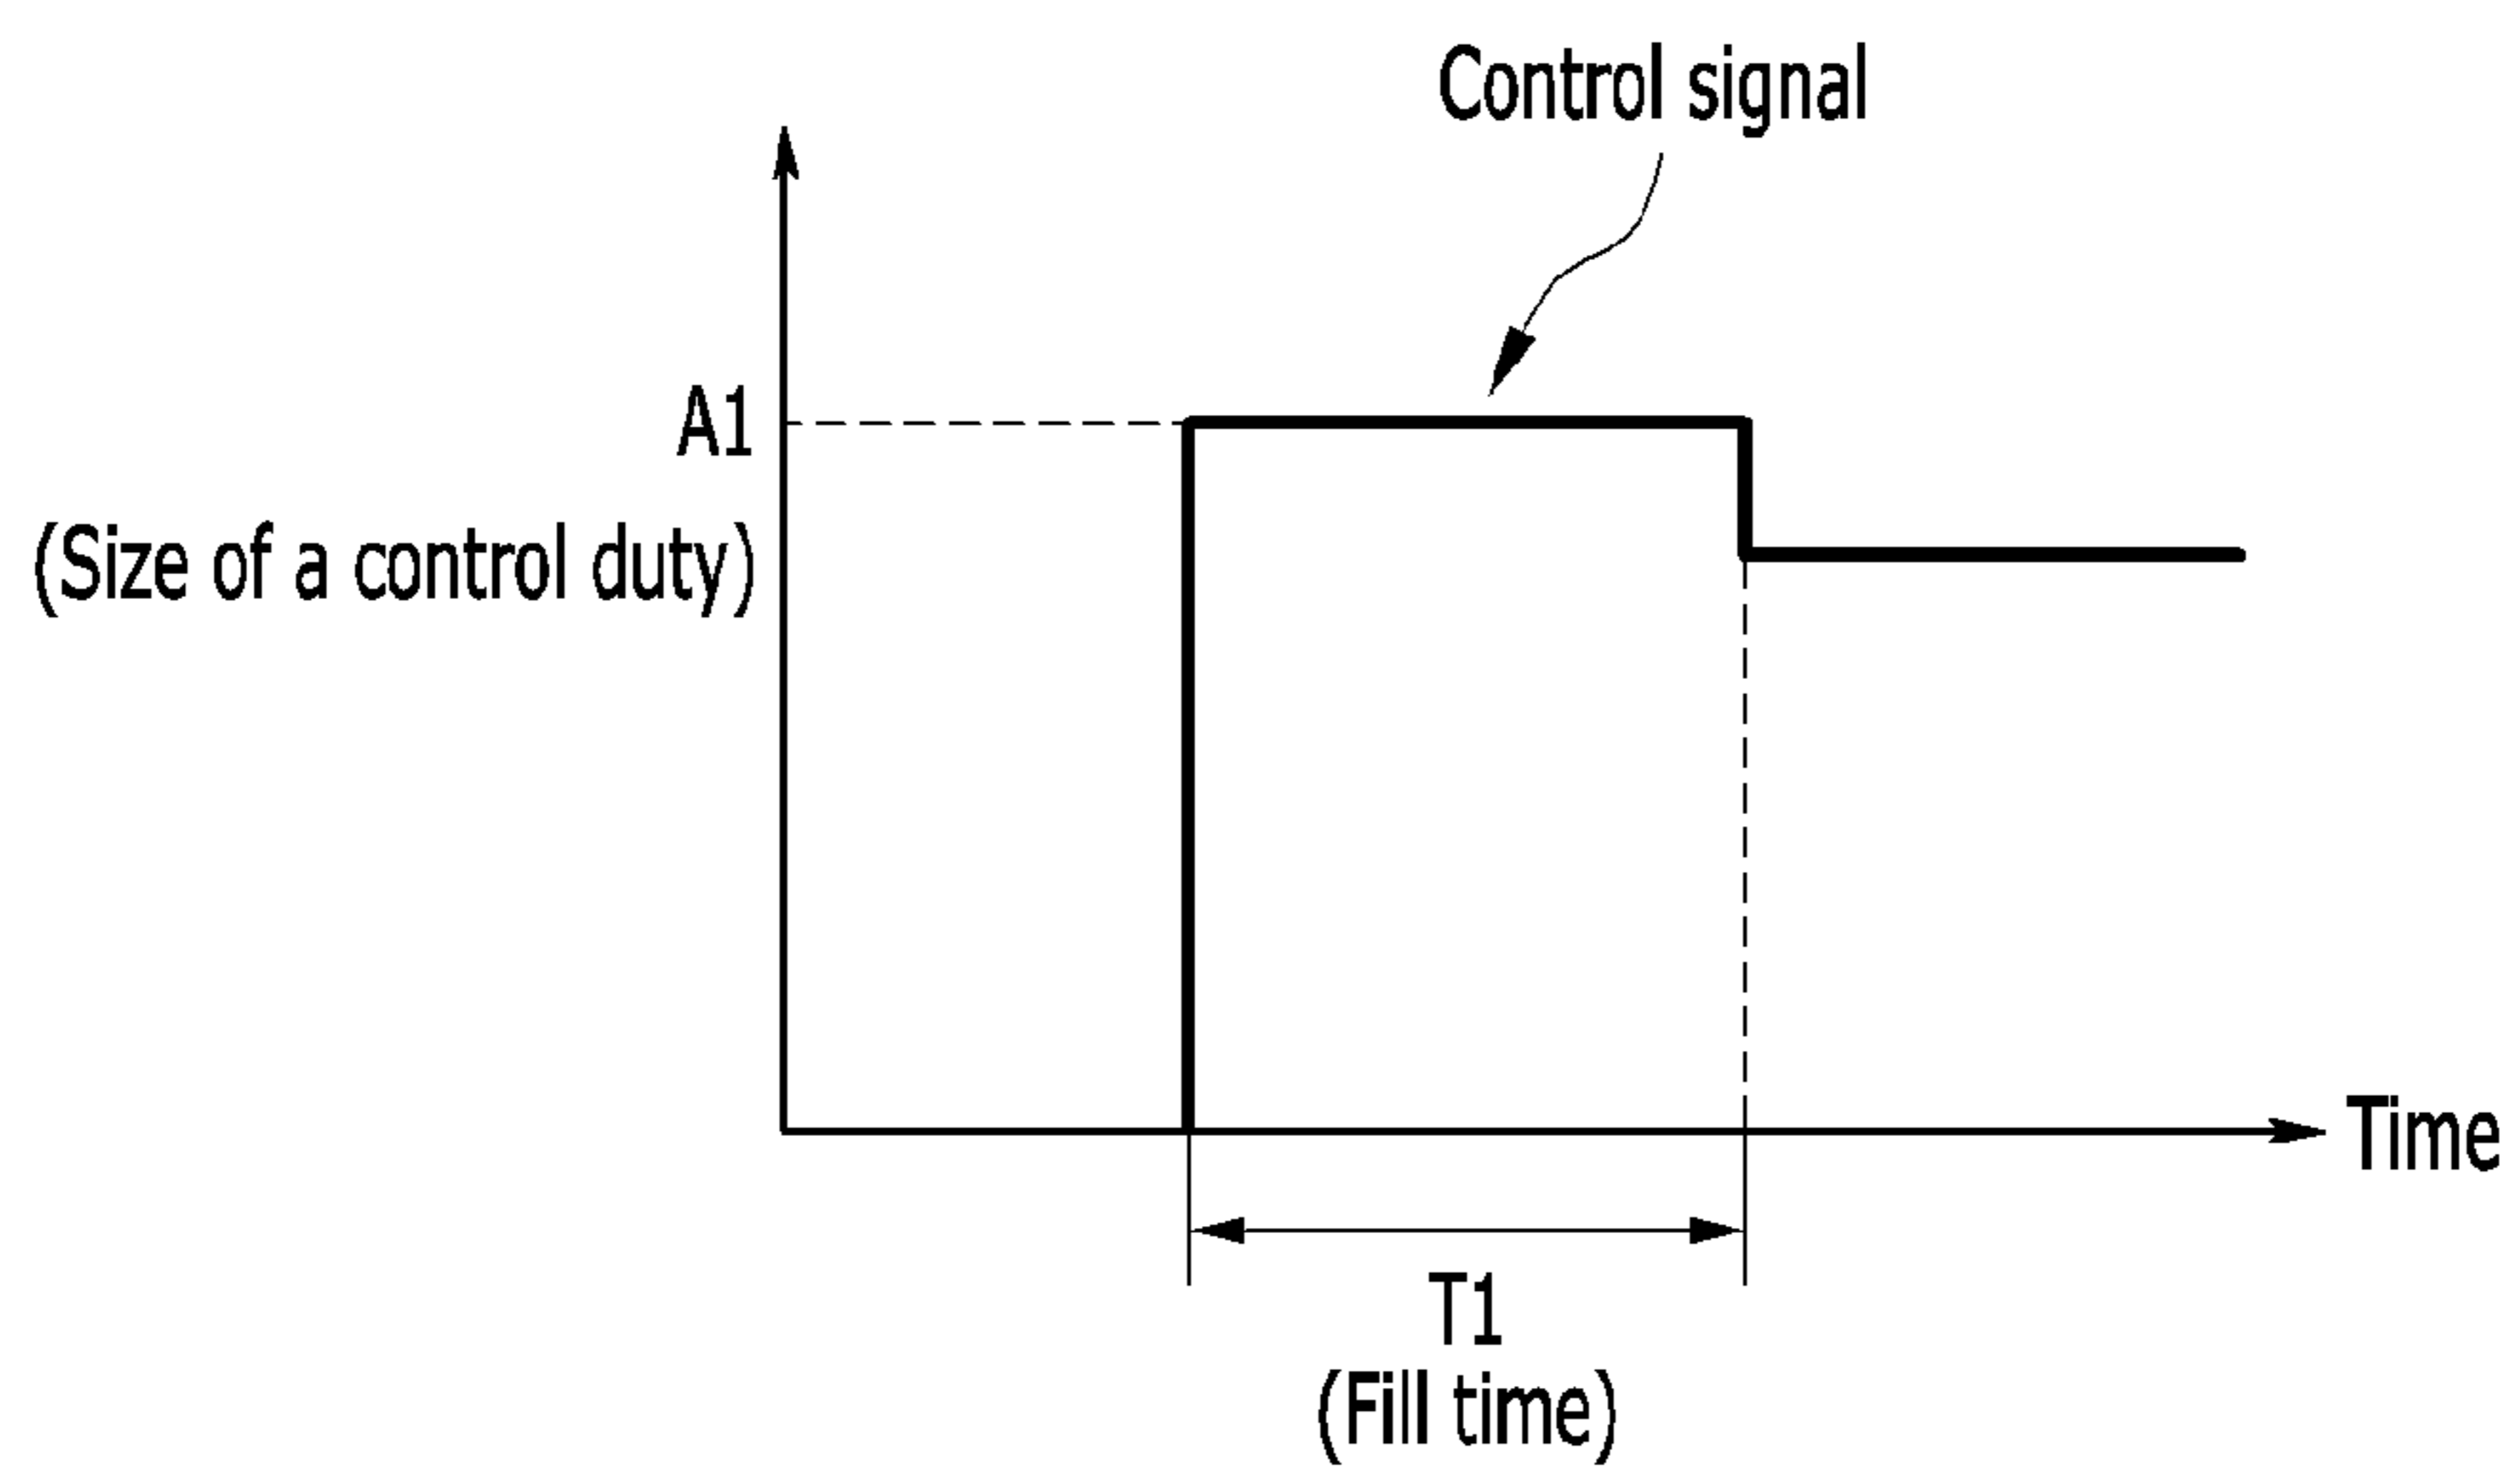 Control signal
A1
(Size of a control duty)
Time
T1
(Fill time)